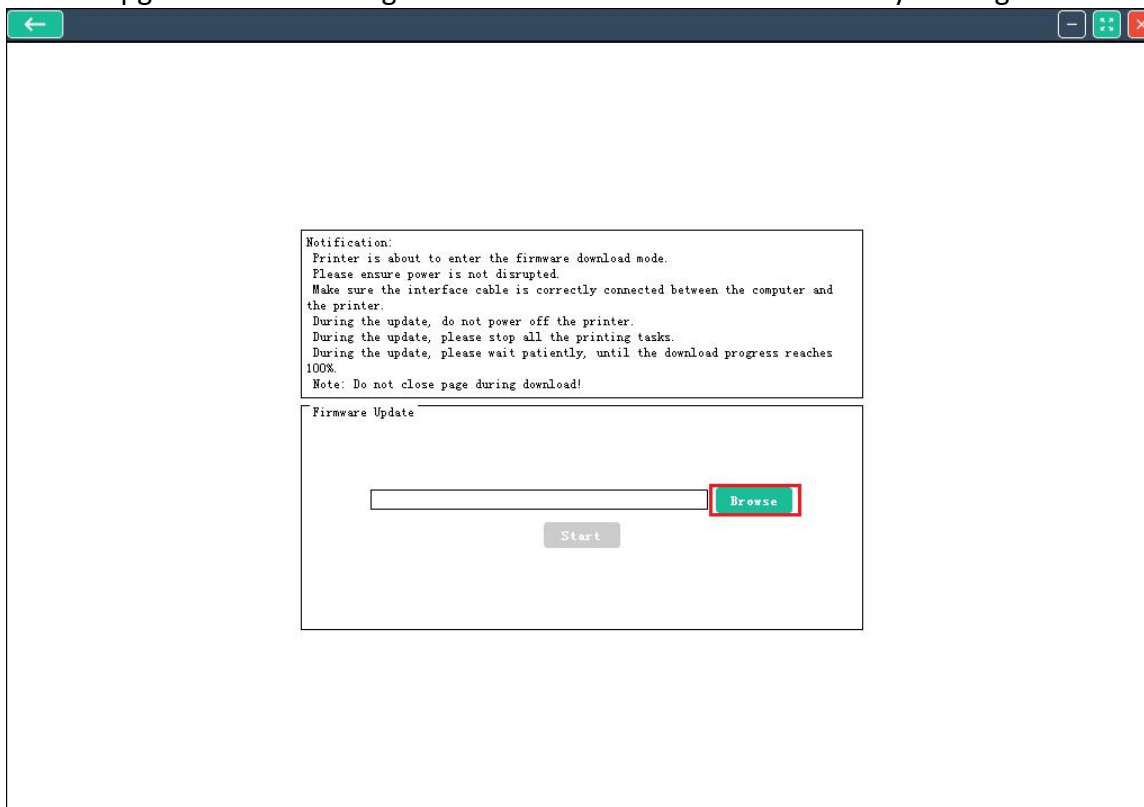 Notification:
Printer is about to enter the firmware download mode.
Please ensure power is not disrupted.
Make sure the interface cable is correctly connected between the computer and
the printer.
During the update, do not power off the printer.
During the update, please stop all the printing tasks.
During the update, please wait patiently, until the download progress reaches
100%.
Note: Do not close page during download!
Firmware Update
Browse
Start